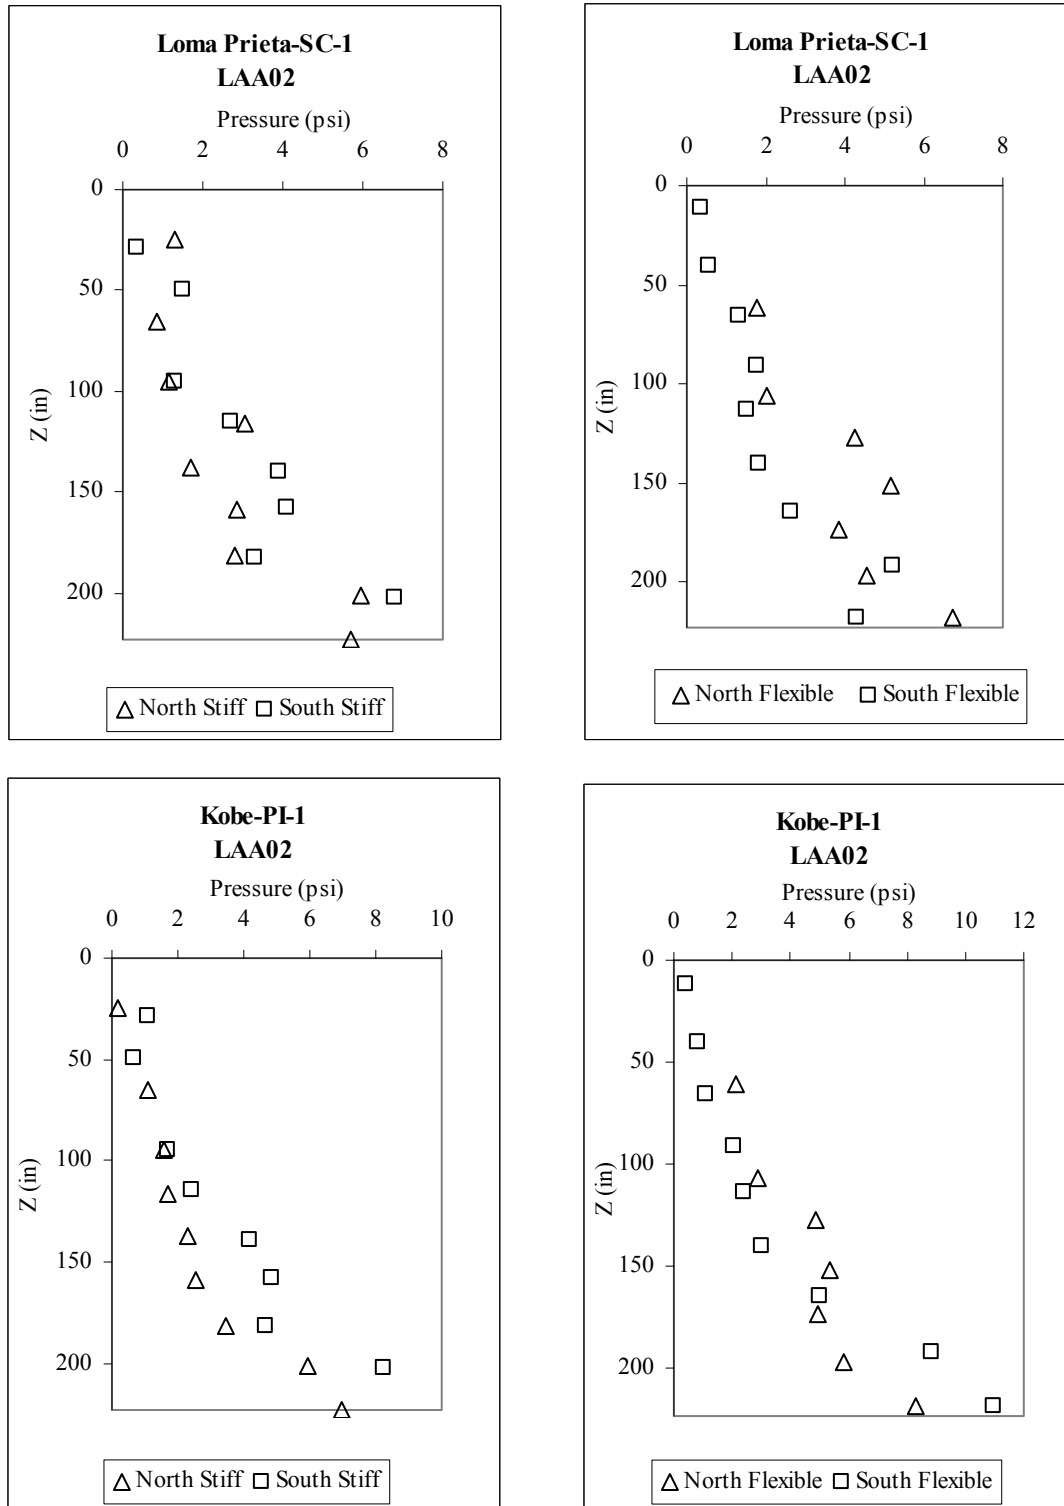 Loma Prieta-SC-1
LAA02
Pressure (psi)
0 2 4 6 8
0
50
100
150
200
Z (in)
North Stiff South Stiff
Loma Prieta-SC-1
LAA02
Pressure (psi)
0 2 4 6 8
0
50
100
150
200
Z (in)
North Flexible South Flexible
Kobe-PI-1
LAA02
Pressure (psi)
0 2 4 6 8 10
0
50
100
150
200
Z (in)
North Stiff South Stiff
Kobe-PI-1
LAA02
Pressure (psi)
0 2 4 6 8 10 12
0
50
100
150
200
Z (in)
North Flexible South Flexible